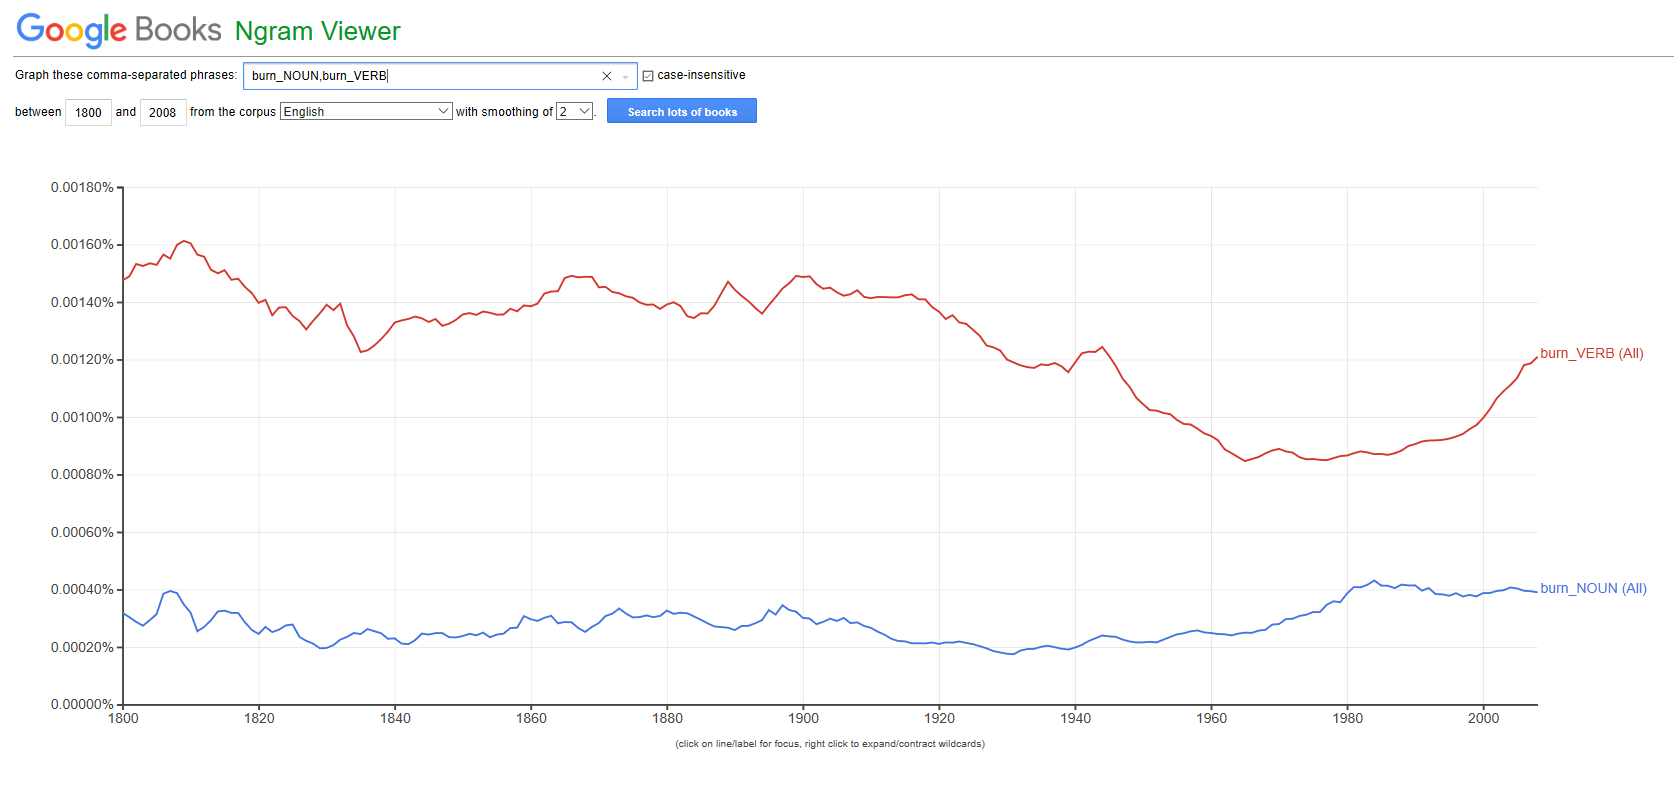 Google Books Ngram Viewer
Graph these comma-separated phrases: burn_NOUN,burn_VERB case-insensitive
between 1800 and 2008 from the corpus English with smoothing of 2 . Search lots of books
0.00180%
0.00160%
0.00140%
0.00120%
burn_VERB (All)
0.00100%
0.00080%
0.00060%
0.00040%
burn_NOUN (All)
0.00020%
0.00000%
1800 1820 1840 1860 1880 1900 1920 1940 1960 1980 2000
(click on line/label for focus, right click to expand/contract wildcards)